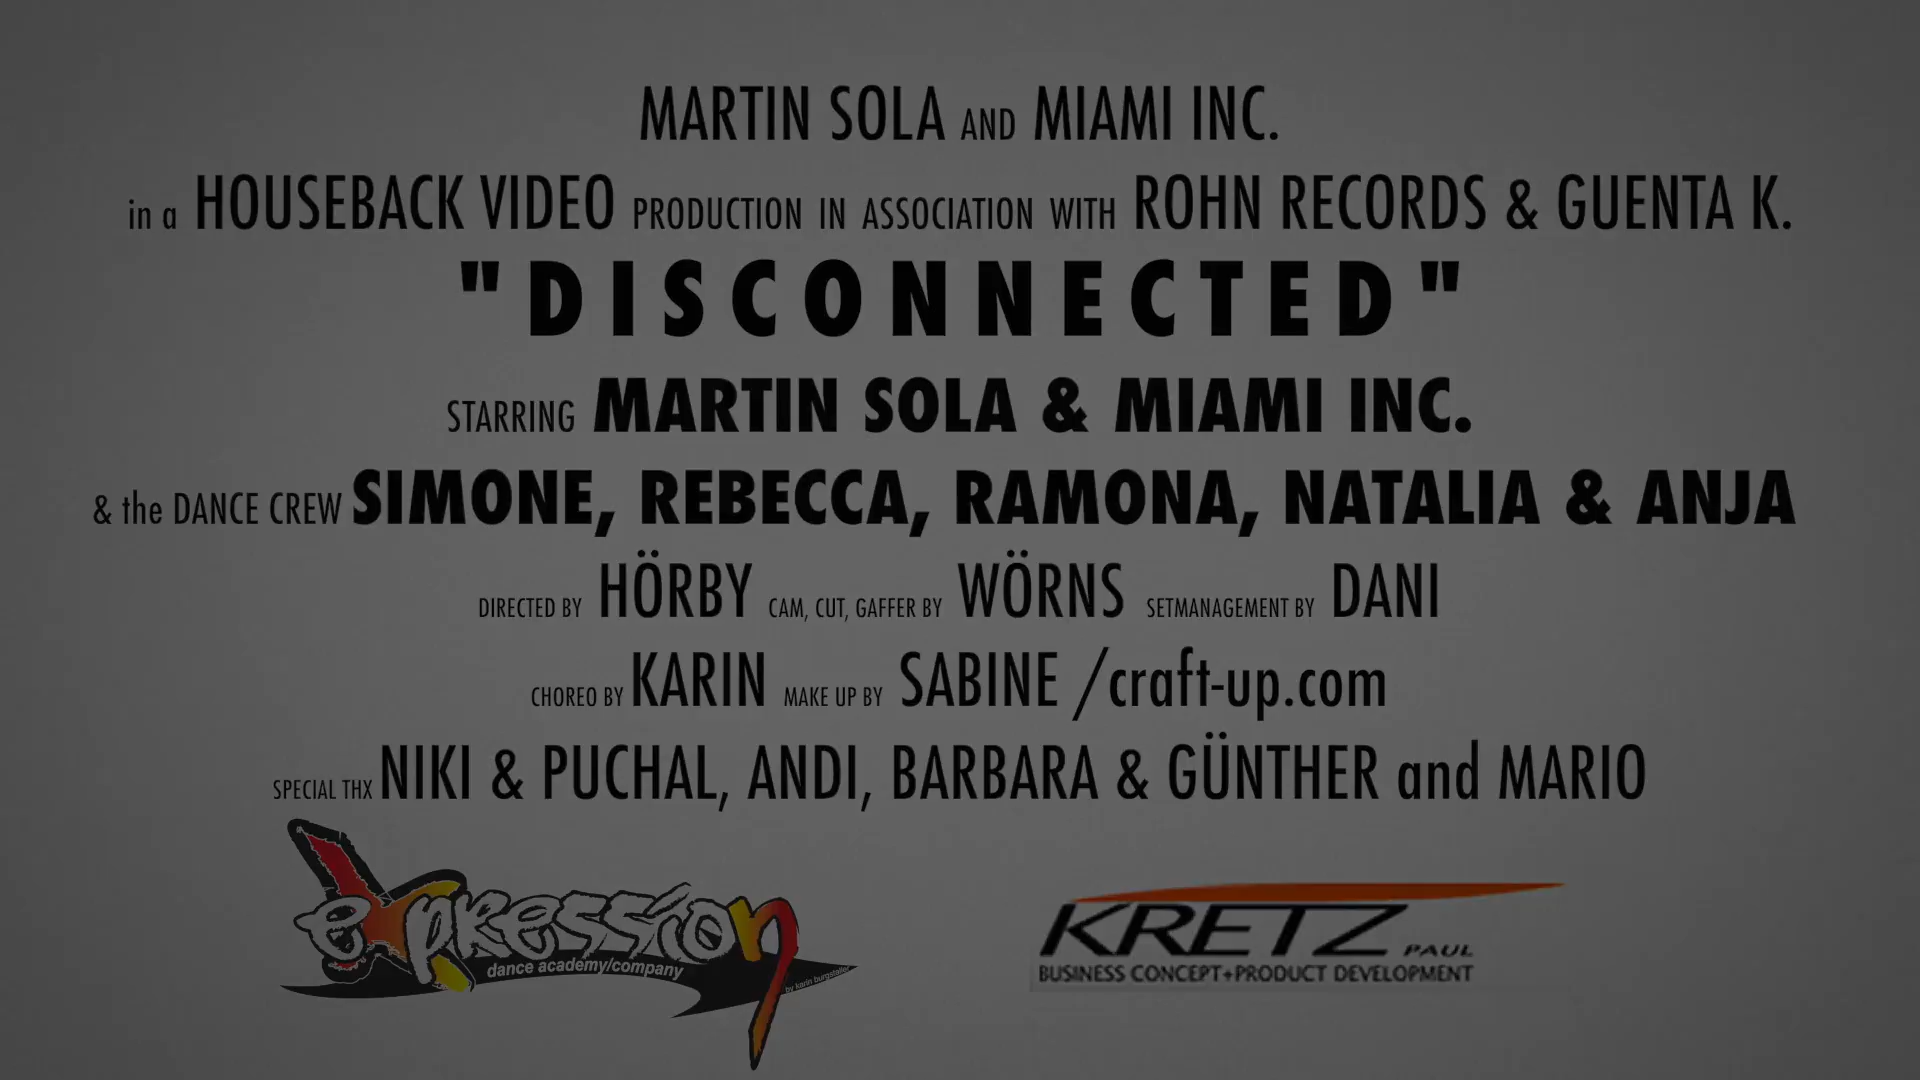 MARTIN SOLA AND MIAMI INC.
in a HOUSEBACK VIDEO PRODUCTION IN ASSOCIATION WITH ROHN RECORDS & GUENTA K.
"DISCONNECTED"
STARRING MARTIN SOLA & MIAMI INC.
& the DANCE CREW SIMONE, REBECCA, RAMONA, NATALIA & ANJA
DIRECTED BY HÖRBY CAM, CUT, GAFFER BY WÖRNS SETMANAGEMENT BY DANI
CHOREO BY KARIN MAKE UP BY SABINE /craft-up.com
SPECIAL THX NIKI & PUCHAL, ANDI, BARBARA & GÜNTHER and MARIO
expression
dance academy/company
by karin burgstaller
KRETZ PAUL
BUSINESS CONCEPT+PRODUCT DEVELOPMENT